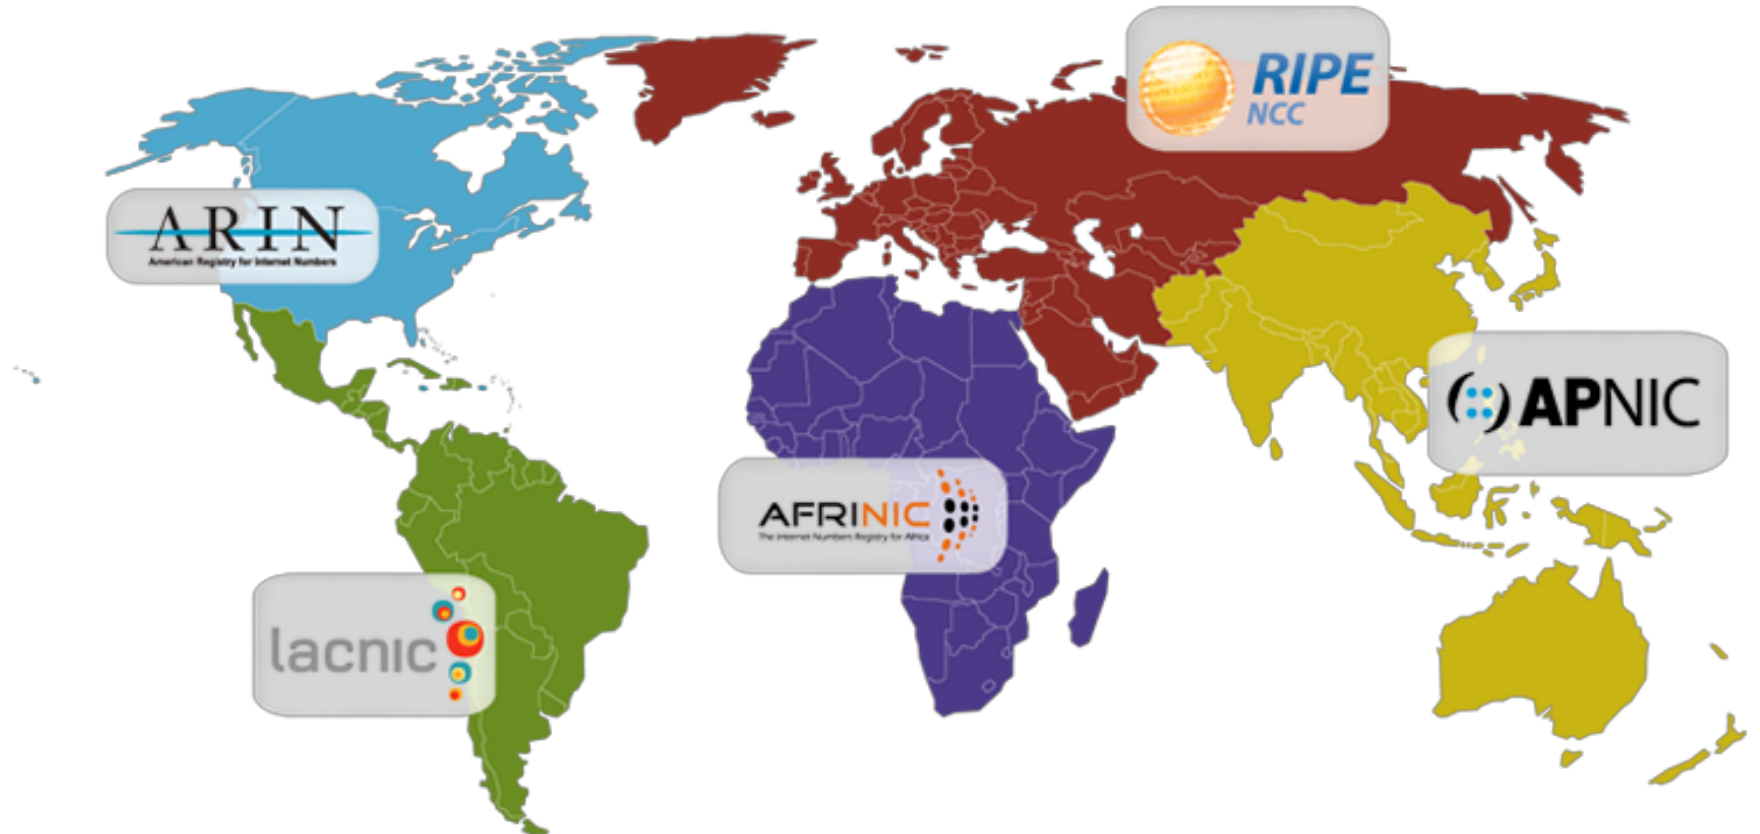 RIPE
NCC
ARIN
American Registry for Internet Numbers
APNIC
AFRINIC
The Internet Numbers Registry for Africa
lacnic